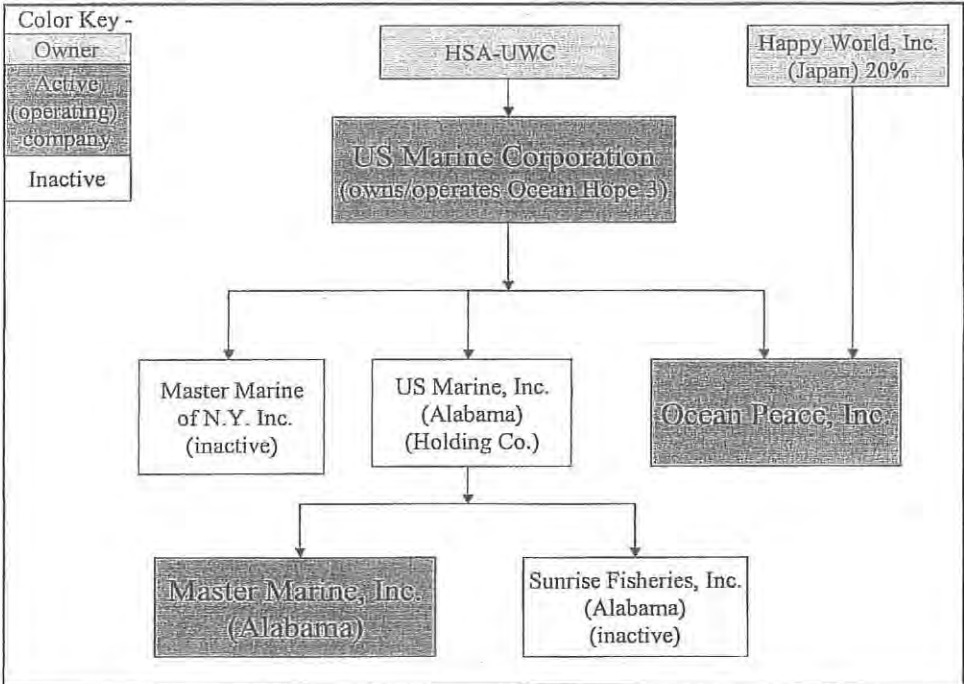 Color Key -
Owner
Active
(operating)
company
Inactive
HSA-UWC
Happy World, Inc.
(Japan) 20%
US Marine Corporation
(owns/operates Ocean Hope 3)
Master Marine
of N.Y. Inc.
(inactive)
US Marine, Inc.
(Alabama)
(Holding Co.)
Ocean Peace, Inc.
Master Marine, Inc.
(Alabama)
Sunrise Fisheries, Inc.
(Alabama)
(inactive)